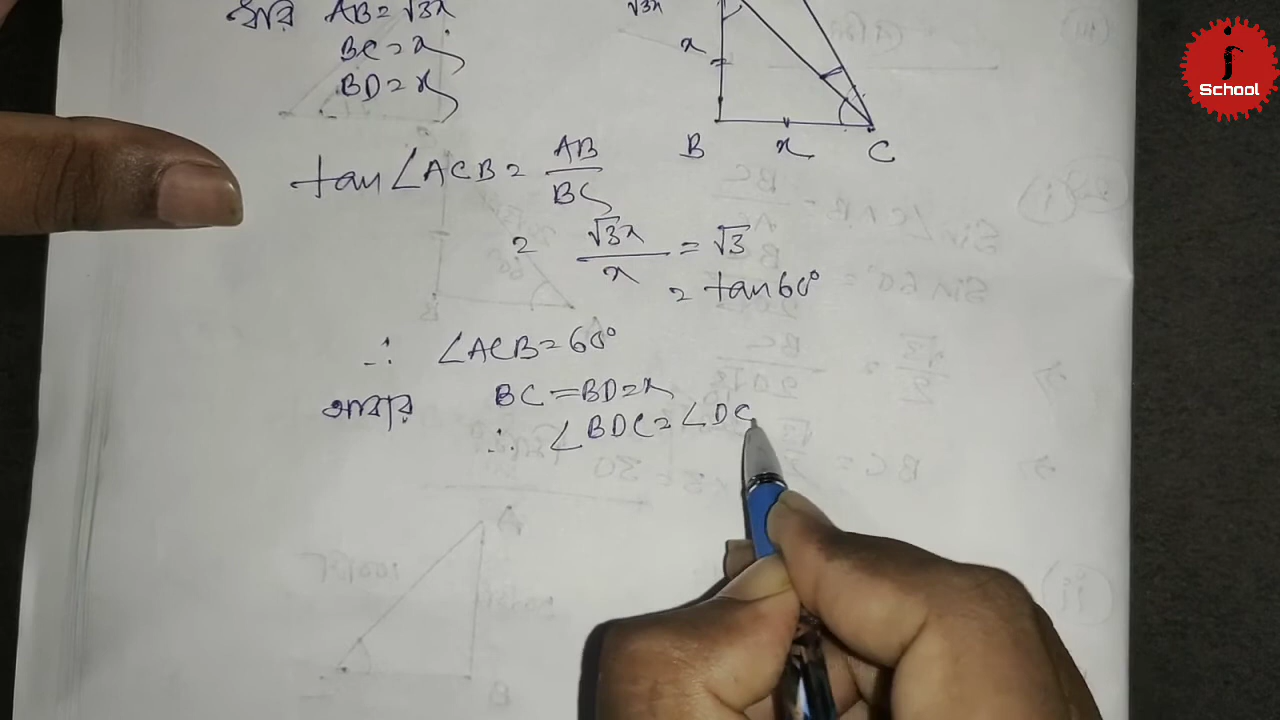 ধরি AB = √3x
BC = x
BD = x
√3x
x
B x C
tan∠ACB = AB/BC
= √3x/x = √3
= tan60°
∴ ∠ACB = 60°
আবার BC = BD = x
∴ ∠BDC = ∠DC
School